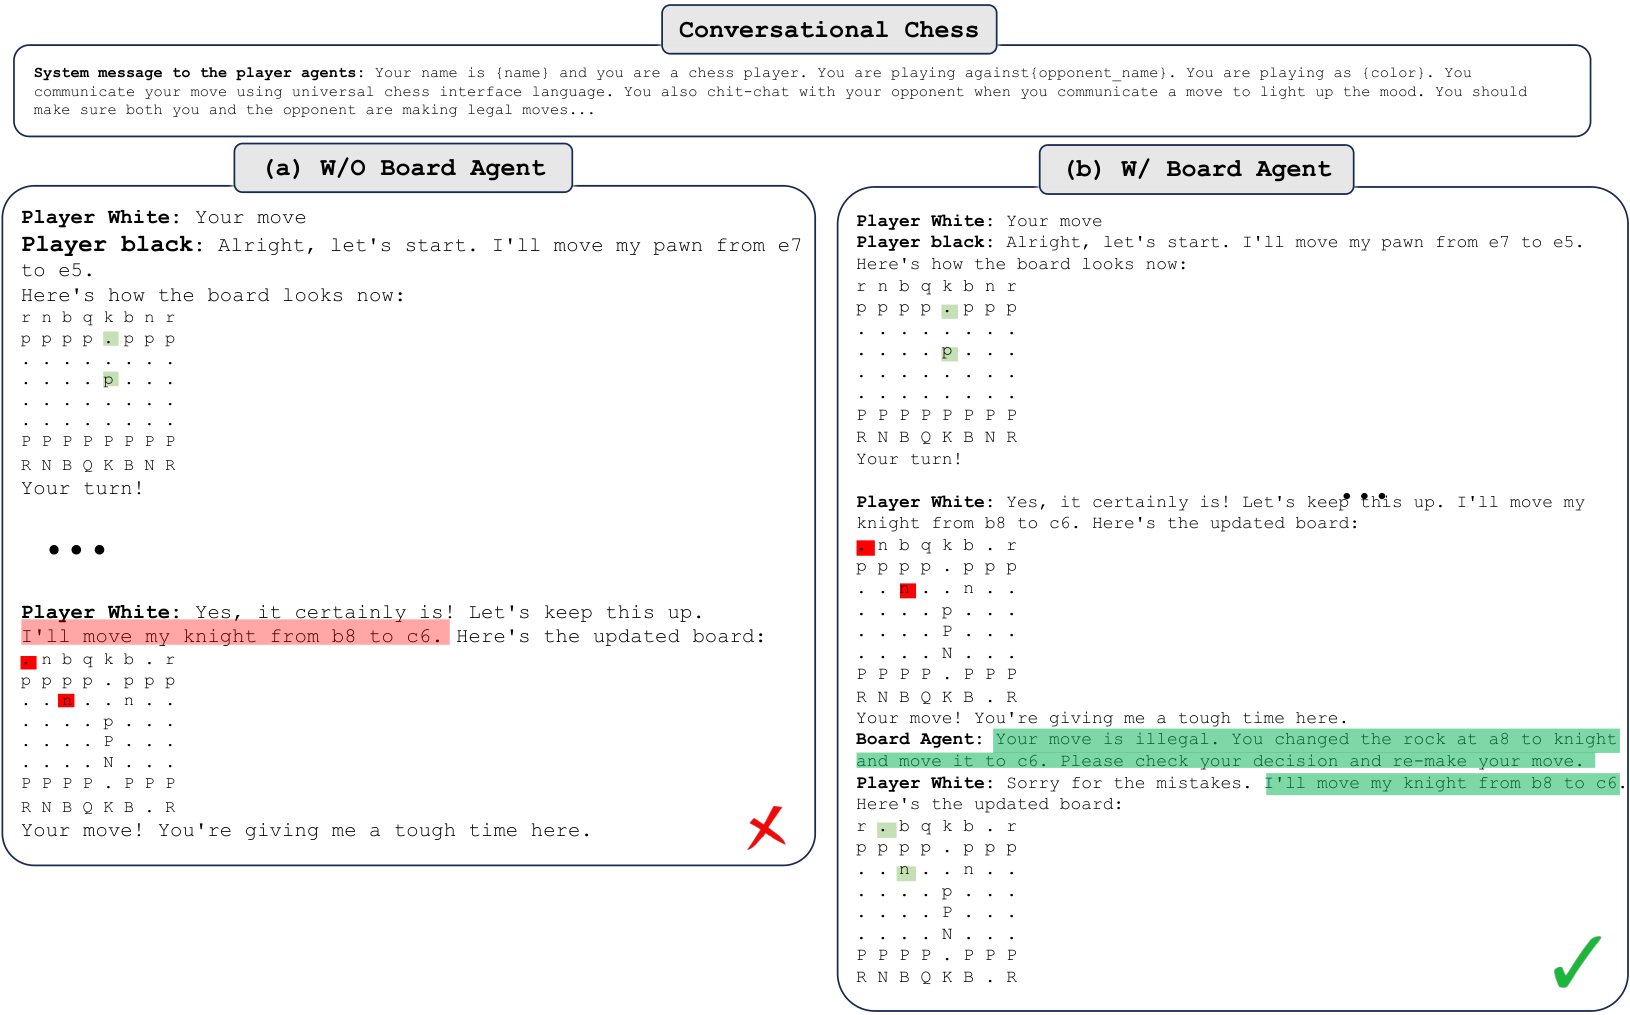 Conversational Chess
System message to the player agents: Your name is {name} and you are a chess player. You are playing against{opponent_name}. You are playing as {color}. You
communicate your move using universal chess interface language. You also chit-chat with your opponent when you communicate a move to light up the mood. You should
make sure both you and the opponent are making legal moves...
(a) W/O Board Agent
Player White: Your move
Player black: Alright, let's start. I'll move my pawn from e7
to e5.
Here's how the board looks now:
r n b q k b n r
p p p p . p p p
. . . . . . . .
. . . . p . . .
. . . . . . . .
. . . . . . . .
P P P P P P P P
R N B Q K B N R
Your turn!
...
Player White: Yes, it certainly is! Let's keep this up.
I'll move my knight from b8 to c6. Here's the updated board:
. n b q k b . r
p p p p . p p p
. . n . . n . .
. . . . p . . .
. . . . P . . .
. . . . N . . .
P P P P . P P P
R N B Q K B . R
Your move! You're giving me a tough time here.
(b) W/ Board Agent
Player White: Your move
Player black: Alright, let's start. I'll move my pawn from e7 to e5.
Here's how the board looks now:
r n b q k b n r
p p p p . p p p
. . . . . . . .
. . . . p . . .
. . . . . . . .
. . . . . . . .
P P P P P P P P
R N B Q K B N R
Your turn!
...
Player White: Yes, it certainly is! Let's keep this up. I'll move my
knight from b8 to c6. Here's the updated board:
. n b q k b . r
p p p p . p p p
. . n . . n . .
. . . . p . . .
. . . . P . . .
. . . . N . . .
P P P P . P P P
R N B Q K B . R
Your move! You're giving me a tough time here.
Board Agent: Your move is illegal. You changed the rock at a8 to knight
and move it to c6. Please check your decision and re-make your move.
Player White: Sorry for the mistakes. I'll move my knight from b8 to c6.
Here's the updated board:
r . b q k b . r
p p p p . p p p
. . n . . n . .
. . . . p . . .
. . . . P . . .
. . . . N . . .
P P P P . P P P
R N B Q K B . R